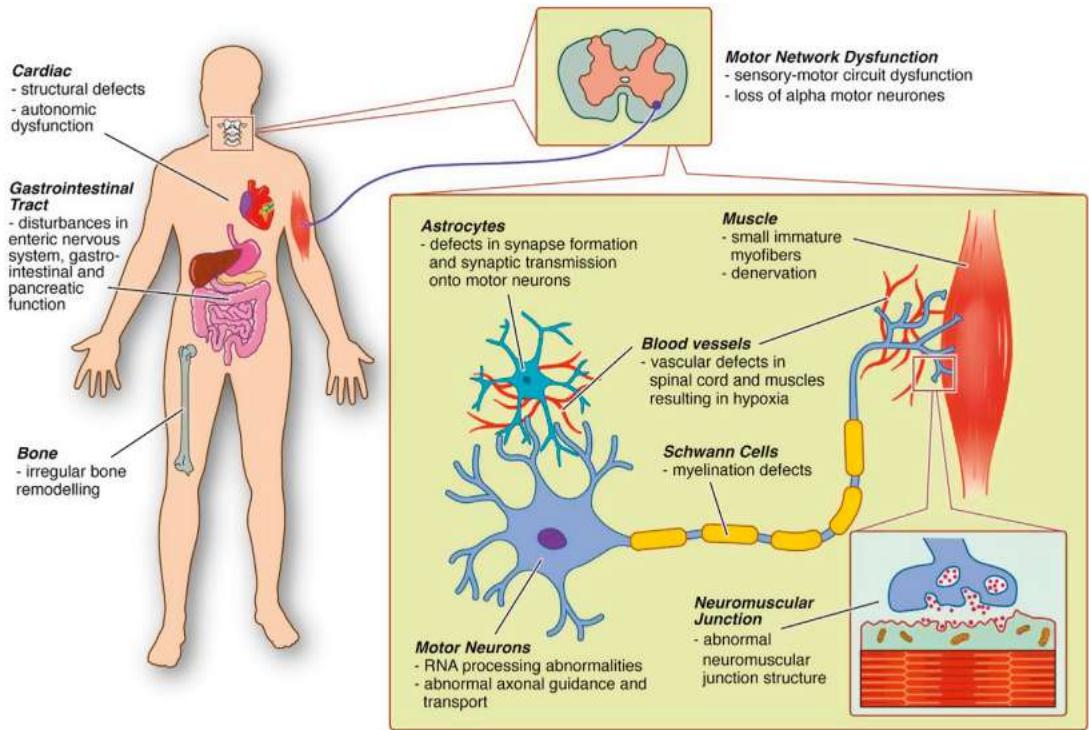 Cardiac
- structural defects
- autonomic
dysfunction
Gastrointestinal
Tract
- disturbances in
enteric nervous
system, gastro-
intestinal and
pancreatic
function
Bone
- irregular bone
remodelling
Motor Network Dysfunction
- sensory-motor circuit dysfunction
- loss of alpha motor neurones
Astrocytes
- defects in synapse formation
and synaptic transmission
onto motor neurons
Muscle
- small immature
myofibers
- denervation
Blood vessels
- vascular defects in
spinal cord and muscles
resulting in hypoxia
Schwann Cells
- myelination defects
Motor Neurons
- RNA processing abnormalities
- abnormal axonal guidance and
transport
Neuromuscular
Junction
- abnormal
neuromuscular
junction structure